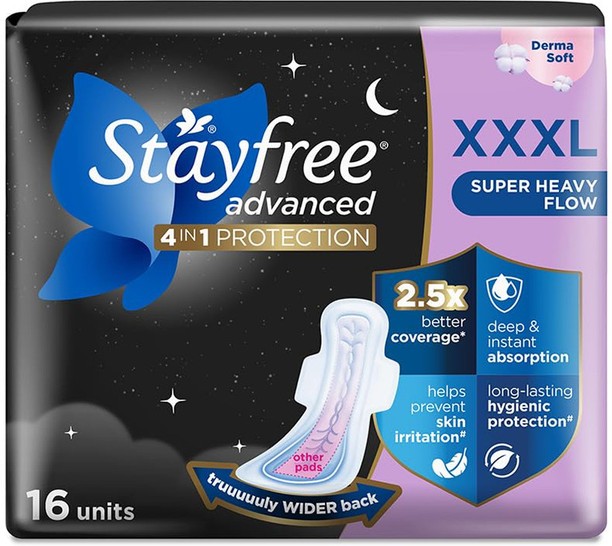 Derma
Soft
XXXL
SUPER HEAVY
FLOW
Stayfree®
advanced
4 IN 1 PROTECTION
2.5x
better
coverage*
deep &
instant
absorption
helps
prevent
skin
irritation#
long-lasting
hygienic
protection#
other
pads
truuuuuly WIDER back
16 units